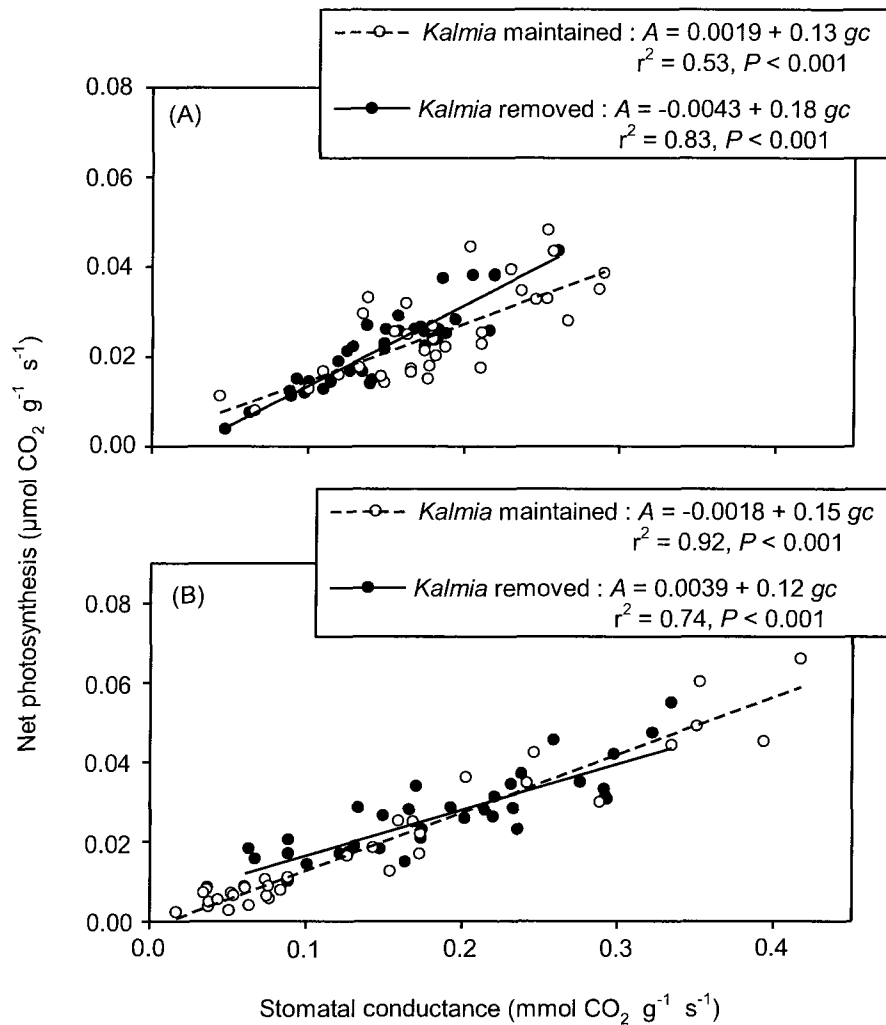 Kalmia maintained : A = 0.0019 + 0.13 gc
r² = 0.53, P < 0.001
Kalmia removed : A = -0.0043 + 0.18 gc
r² = 0.83, P < 0.001
(A)
0.08
0.06
0.04
0.02
0.00
Kalmia maintained : A = -0.0018 + 0.15 gc
r² = 0.92, P < 0.001
Kalmia removed : A = 0.0039 + 0.12 gc
r² = 0.74, P < 0.001
(B)
0.08
0.06
0.04
0.02
0.00
0.0 0.1 0.2 0.3 0.4
Net photosynthesis (µmol CO₂ g⁻¹ s⁻¹)
Stomatal conductance (mmol CO₂ g⁻¹ s⁻¹)